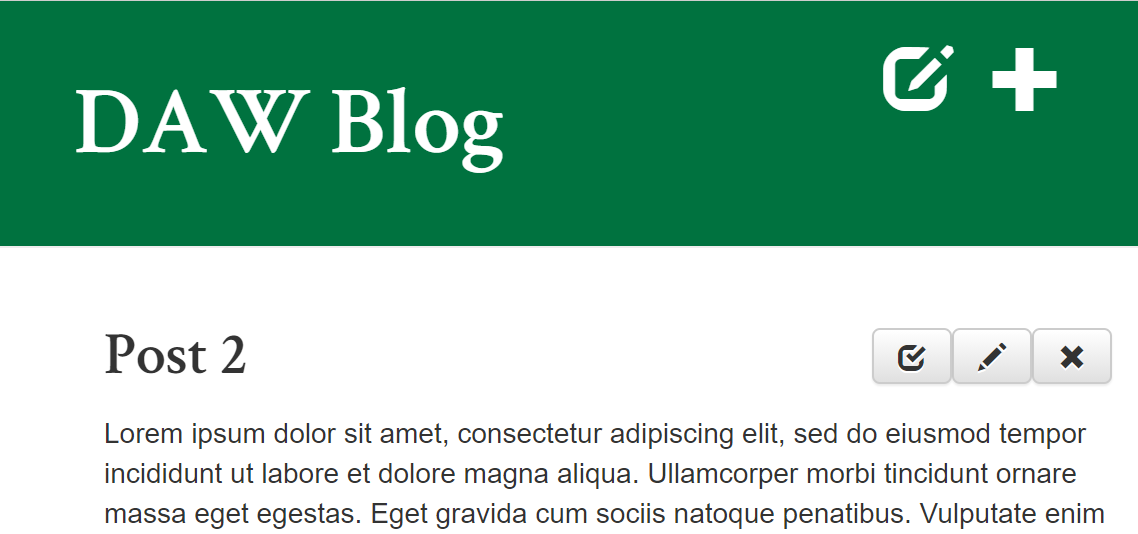 DAW Blog
Post 2
Lorem ipsum dolor sit amet, consectetur adipiscing elit, sed do eiusmod tempor
incididunt ut labore et dolore magna aliqua. Ullamcorper morbi tincidunt ornare
massa eget egestas. Eget gravida cum sociis natoque penatibus. Vulputate enim